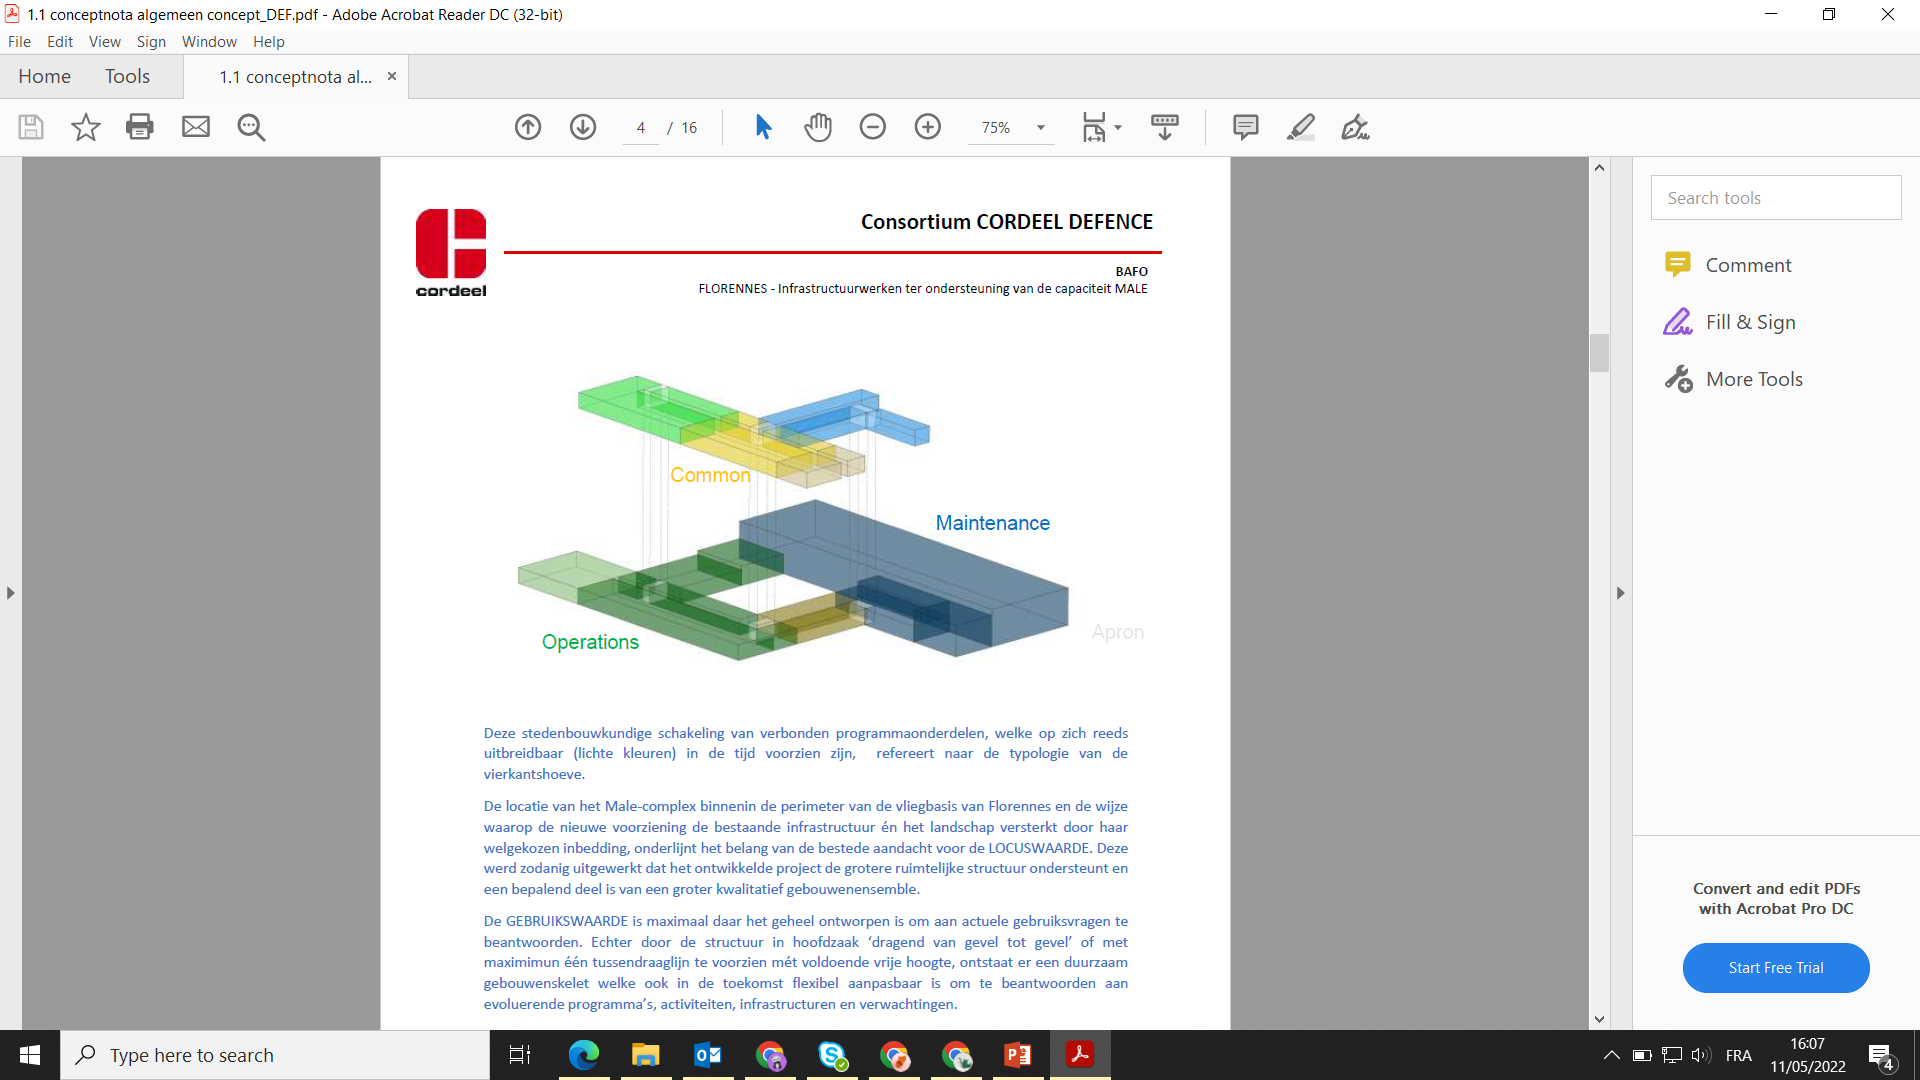 1.1 conceptnota algemeen concept_DEF.pdf - Adobe Acrobat Reader DC (32-bit)
File Edit View Sign Window Help
Home Tools 1.1 conceptnota al... ×
4 / 16 75%
Search tools
Comment
Fill & Sign
More Tools
Convert and edit PDFs
with Acrobat Pro DC
Start Free Trial
cordeel
Consortium CORDEEL DEFENCE
BAFO
FLORENNES - Infrastructuurwerken ter ondersteuning van de capaciteit MALE
Common
Maintenance
Operations
Apron
Deze stedenbouwkundige schakeling van verbonden programmaonderdelen, welke op zich reeds
uitbreidbaar (lichte kleuren) in de tijd voorzien zijn, refereert naar de typologie van de
vierkantshoeve.
De locatie van het Male-complex binnenin de perimeter van de vliegbasis van Florennes en de wijze
waarop de nieuwe voorziening de bestaande infrastructuur én het landschap versterkt door haar
welgekozen inbedding, onderlijnt het belang van de bestede aandacht voor de LOCUSWAARDE. Deze
werd zodanig uitgewerkt dat het ontwikkelde project de grotere ruimtelijke structuur ondersteunt en
een bepalend deel is van een groter kwalitatief gebouwenensemble.
De GEBRUIKSWAARDE is maximaal daar het geheel ontworpen is om aan actuele gebruiksvragen te
beantwoorden. Echter door de structuur in hoofdzaak ‘dragend van gevel tot gevel’ of met
maximimun één tussendraaglijn te voorzien mét voldoende vrije hoogte, ontstaat er een duurzaam
gebouwenskelet welke ook in de toekomst flexibel aanpasbaar is om te beantwoorden aan
evoluerende programma’s, activiteiten, infrastructuren en verwachtingen.
Type here to search
FRA
16:07
11/05/2022
4